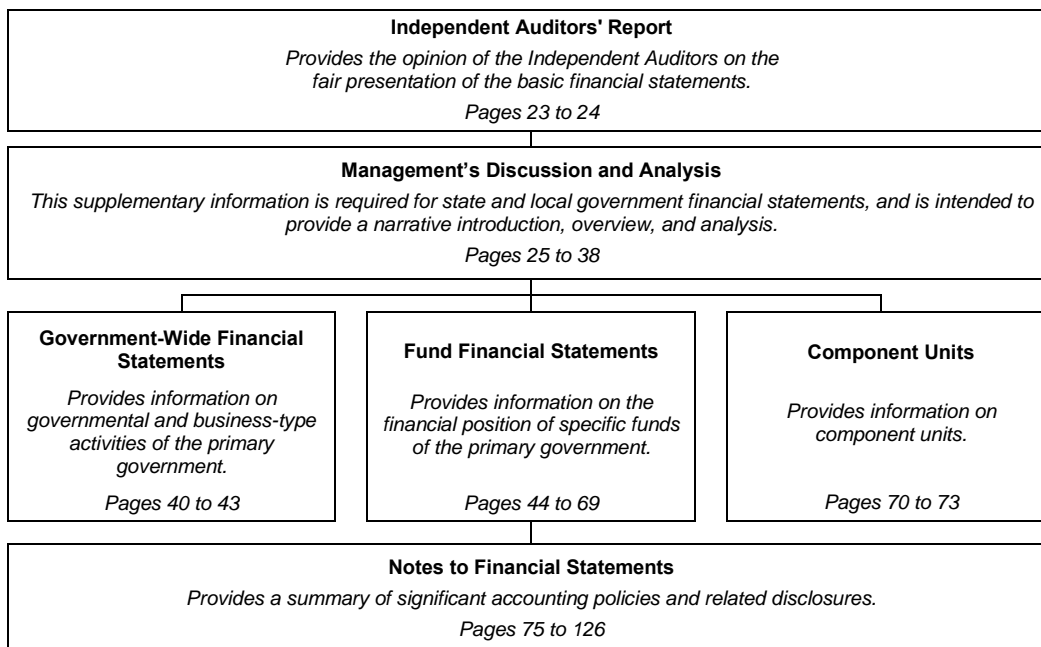 Independent Auditors' Report
Provides the opinion of the Independent Auditors on the
fair presentation of the basic financial statements.
Pages 23 to 24
Management’s Discussion and Analysis
This supplementary information is required for state and local government financial statements, and is intended to
provide a narrative introduction, overview, and analysis.
Pages 25 to 38
Government-Wide Financial
Statements
Provides information on
governmental and business-type
activities of the primary
government.
Pages 40 to 43
Fund Financial Statements
Provides information on the
financial position of specific funds
of the primary government.
Pages 44 to 69
Component Units
Provides information on
component units.
Pages 70 to 73
Notes to Financial Statements
Provides a summary of significant accounting policies and related disclosures.
Pages 75 to 126